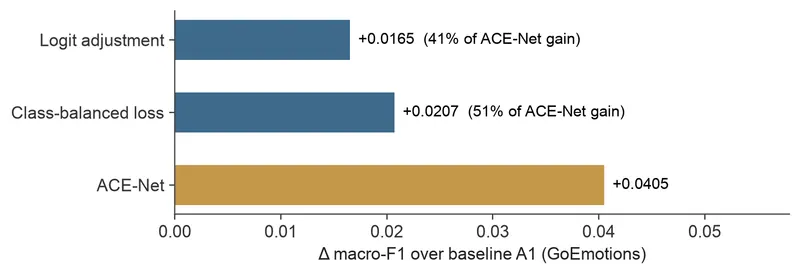 Logit adjustment
+0.0165 (41% of ACE-Net gain)
Class-balanced loss
+0.0207 (51% of ACE-Net gain)
ACE-Net
+0.0405
0.00 0.01 0.02 0.03 0.04 0.05
Δ macro-F1 over baseline A1 (GoEmotions)